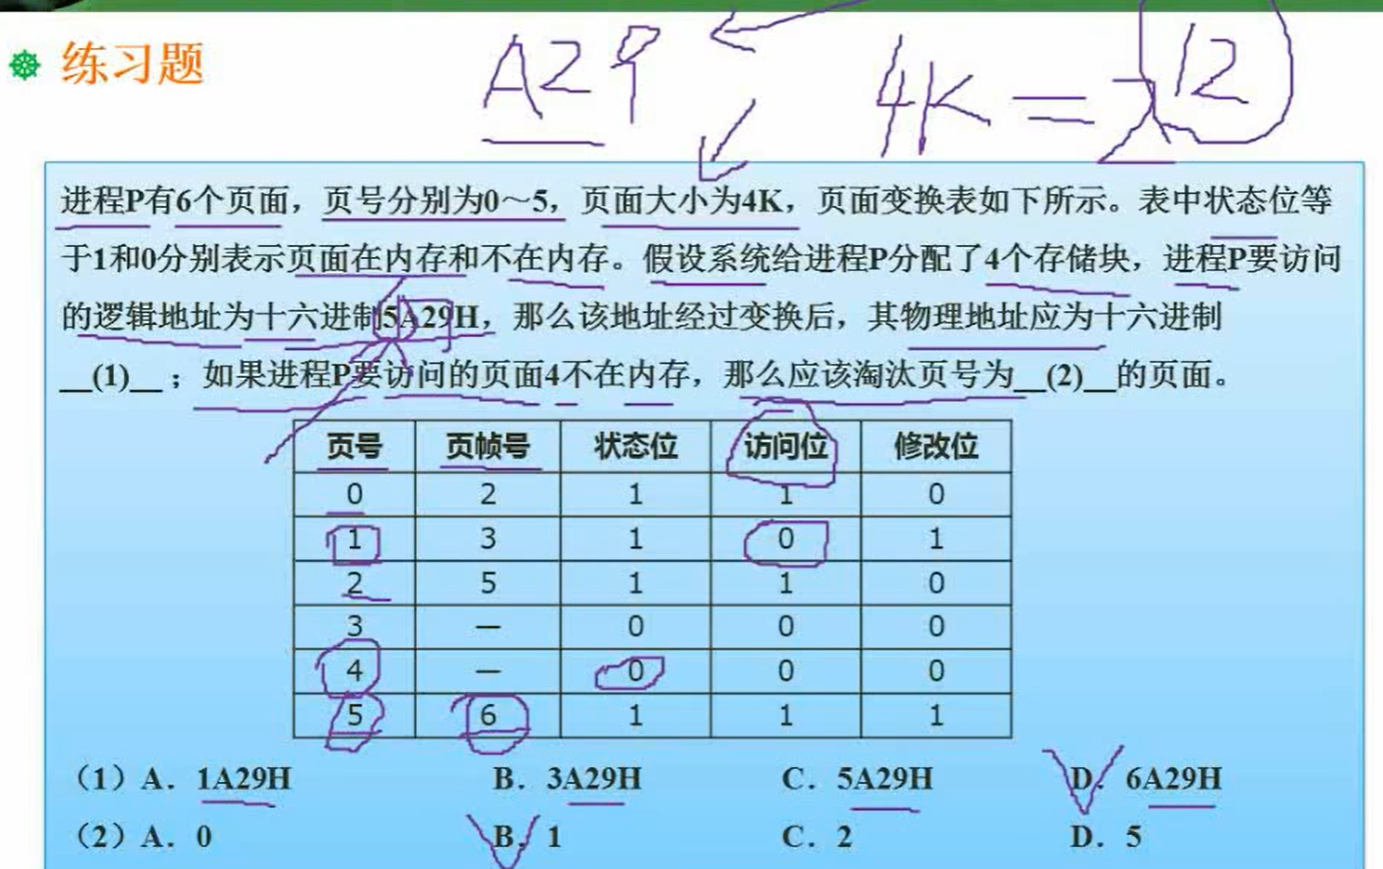 练习题
A29
4K=2 12
进程P有6个页面，页号分别为0～5，页面大小为4K，页面变换表如下所示。表中状态位等
于1和0分别表示页面在内存和不在内存。假设系统给进程P分配了4个存储块，进程P要访问
的逻辑地址为十六进制5A29H，那么该地址经过变换后，其物理地址应为十六进制
__(1)__；如果进程P要访问的页面4不在内存，那么应该淘汰页号为__(2)__的页面。
页号 页帧号 状态位 访问位 修改位
0 2 1 1 0
1 3 1 0 1
2 5 1 1 0
3 — 0 0 0
4 — 0 0 0
5 6 1 1 1
（1）A．1A29H B．3A29H C．5A29H D．6A29H
（2）A．0 B．1 C．2 D．5